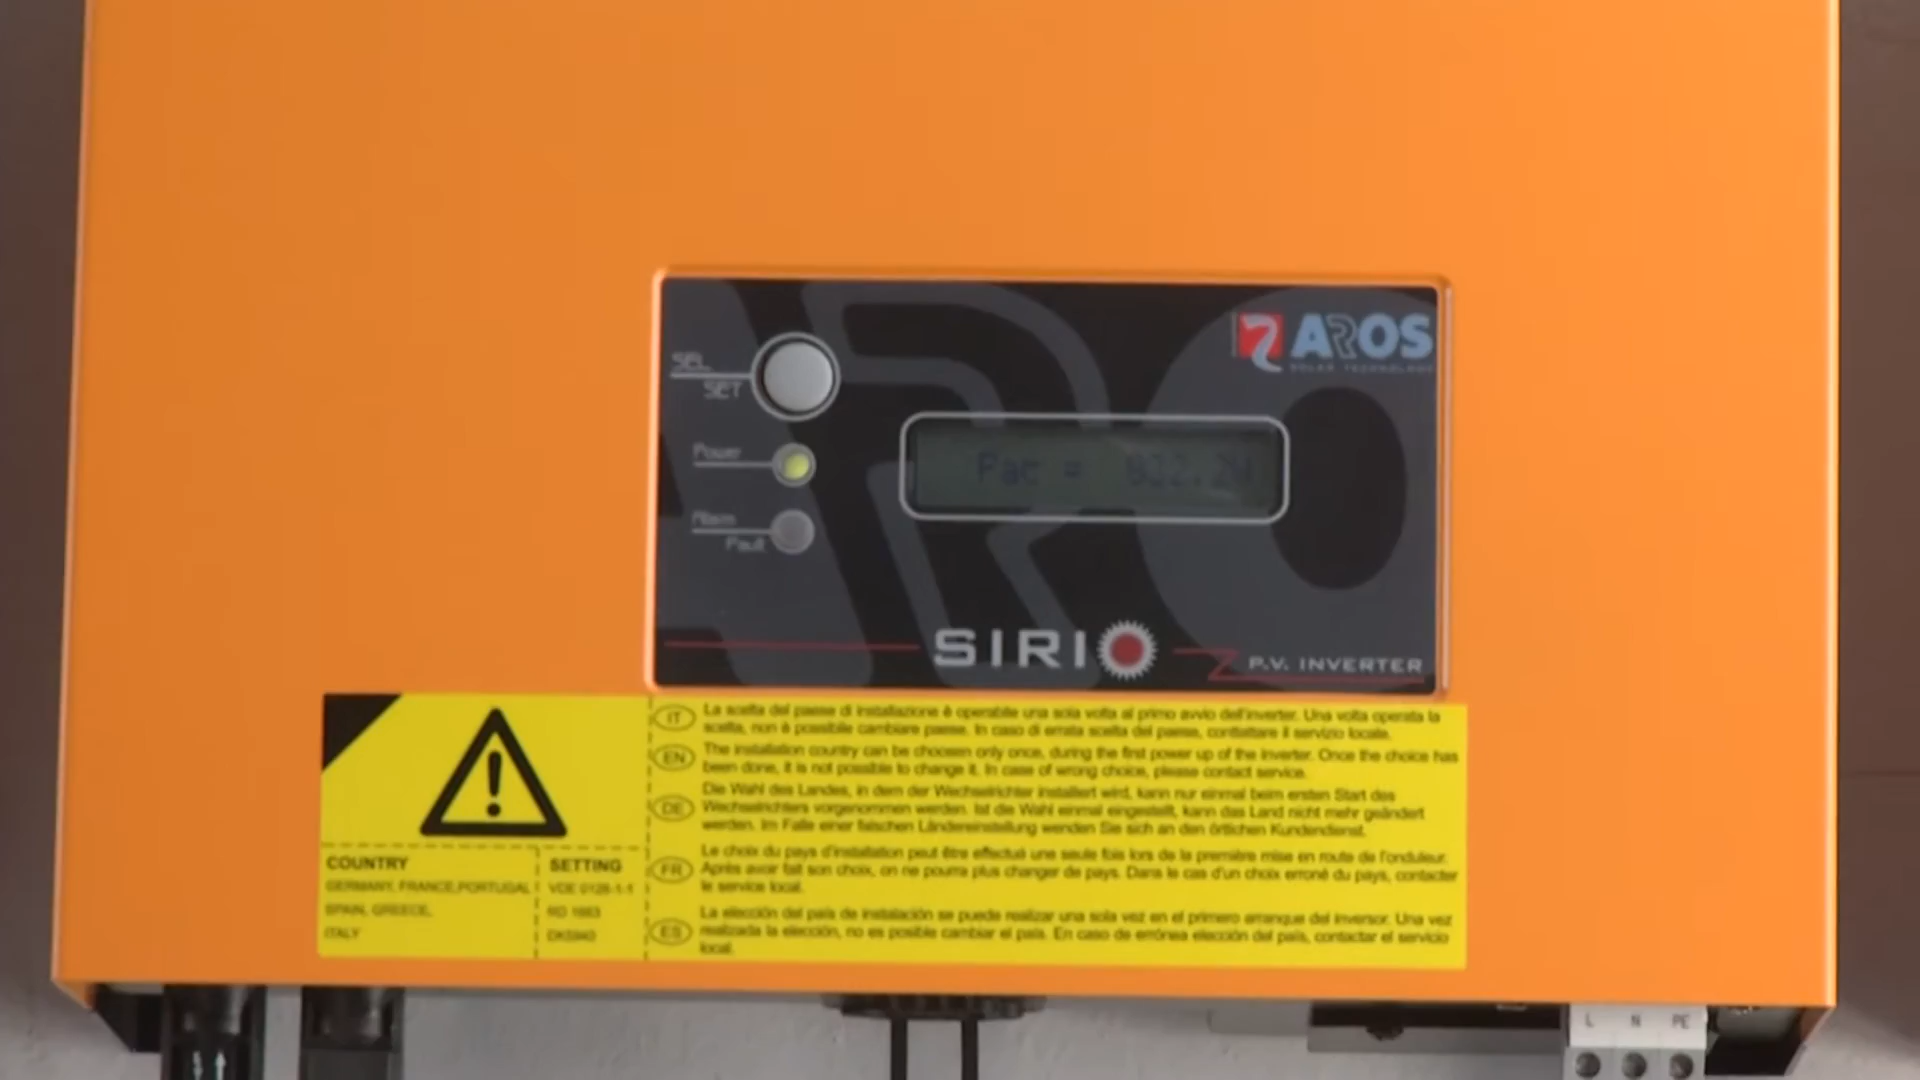 AROS
SOLAR TECHNOLOGY
SEL
SET
Power
Pac =
Alarm
Fault
SIRIO
P.V. INVERTER
IT
La scelta del paese di installazione è operabile una sola volta al primo avvio dell'inverter. Una volta operata la
scelta, non è possibile cambiare paese. In caso di errata scelta del paese, contattare il servizio locale.
EN
The installation country can be choosen only once, during the first power up of the inverter. Once the choice has
been done, it is not possible to change it. In case of wrong choice, please contact service.
DE
Die Wahl des Landes, in dem der Wechselrichter installiert wird, kann nur einmal beim ersten Start des
Wechselrichters vorgenommen werden. Ist die Wahl einmal eingestellt, kann das Land nicht mehr geändert
werden. Im Falle einer falschen Ländereinstellung wenden Sie sich an den örtlichen Kundendienst.
FR
Le choix du pays d'installation peut être effectué une seule fois lors de la première mise en route de l'onduleur.
Après avoir fait son choix, on ne pourra plus changer de pays. Dans le cas d'un choix erroné du pays, contacter
le service local.
ES
La elección del país de instalación se puede realizar una sola vez en el primero arranque del inversor. Una vez
realizada la elección, no es posible cambiar el país. En caso de errónea elección del país, contactar el servicio
local.
COUNTRY SETTING
GERMANY, FRANCE, PORTUGAL VDE 0126-1-1
SPAIN, GREECE, RD 1663
ITALY DK5940
L N PE